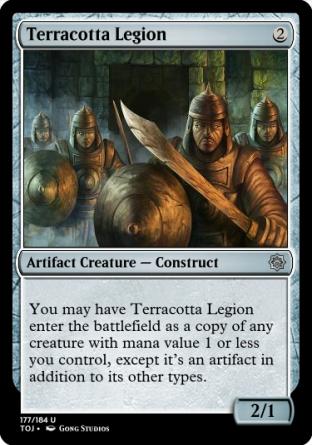 Terracotta Legion 2
Artifact Creature — Construct
You may have Terracotta Legion
enter the battlefield as a copy of any
creature with mana value 1 or less
you control, except it's an artifact in
addition to its other types.
2/1
177/184 U
TOJ • Gong Studios